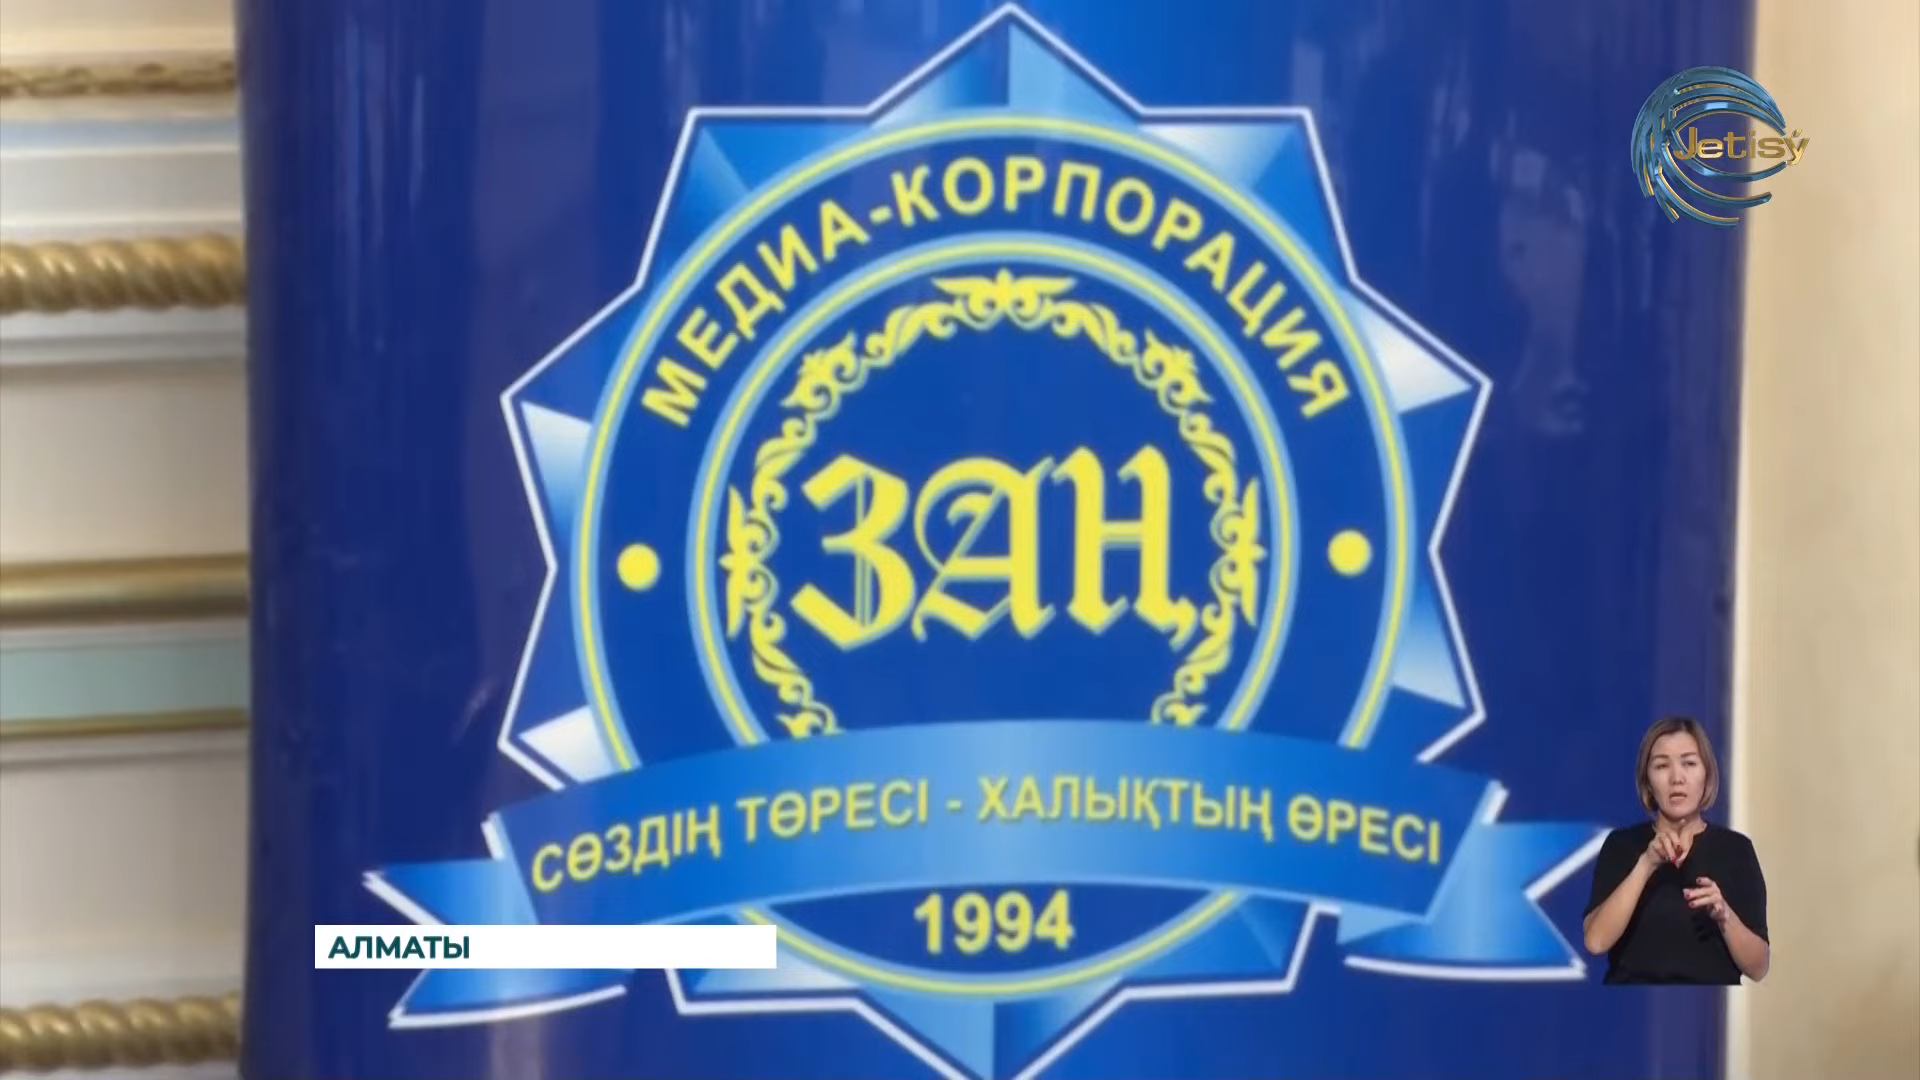 Jetisý
МЕДИА-КОРПОРАЦИЯ
ЗАҢ
СӨЗДІҢ ТӨРЕСІ - ХАЛЫҚТЫҢ ӨРЕСІ
1994
АЛМАТЫ